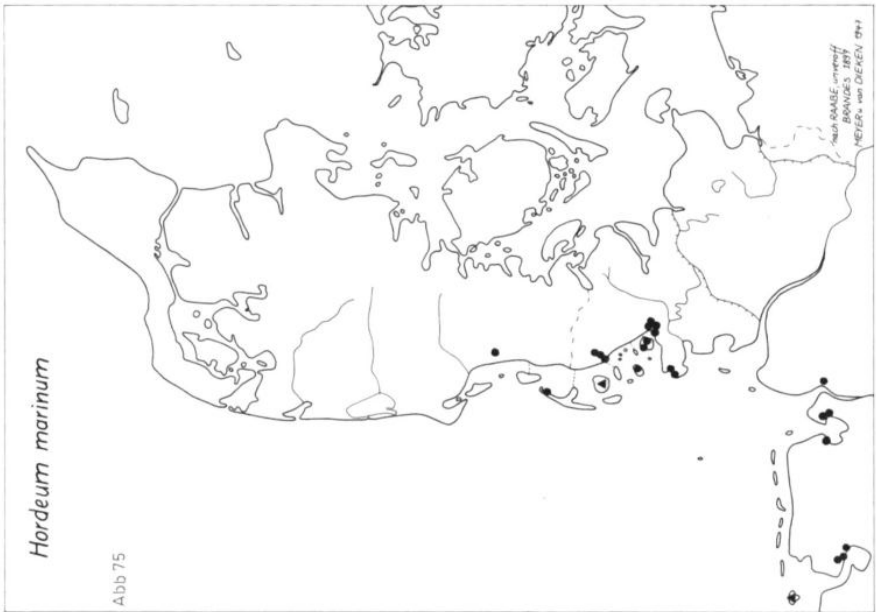 Hordeum marinum
Abb 75
nach RAABE, unveröff
BRANDES 1897
MEYER u van DIEKEN 1947